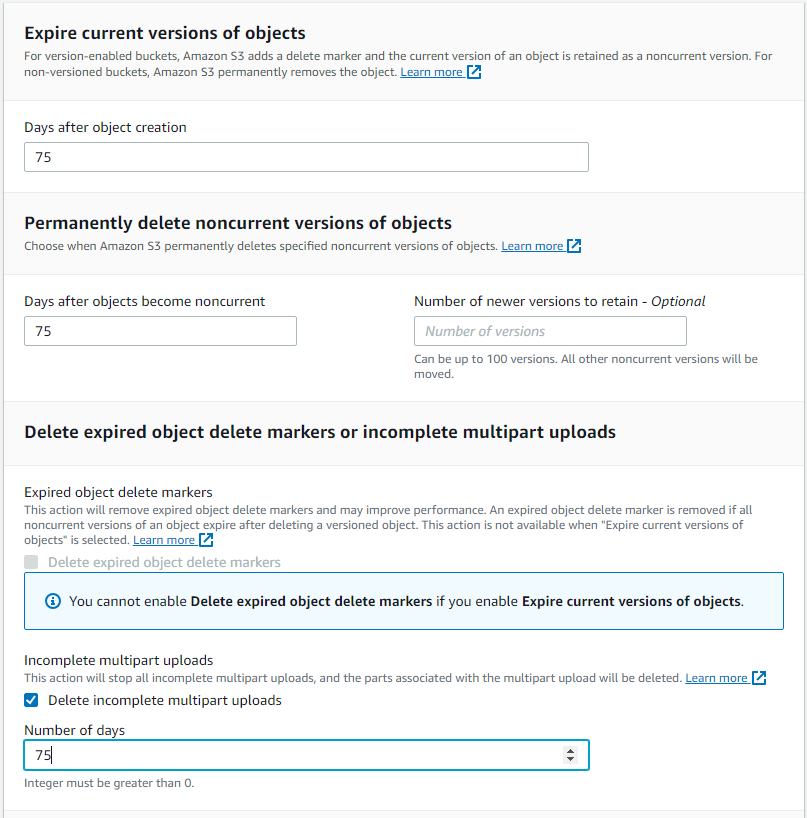 Expire current versions of objects
For version-enabled buckets, Amazon S3 adds a delete marker and the current version of an object is retained as a noncurrent version. For
non-versioned buckets, Amazon S3 permanently removes the object. Learn more
Days after object creation
75
Permanently delete noncurrent versions of objects
Choose when Amazon S3 permanently deletes specified noncurrent versions of objects. Learn more
Days after objects become noncurrent
75
Number of newer versions to retain - Optional
Number of versions
Can be up to 100 versions. All other noncurrent versions will be
moved.
Delete expired object delete markers or incomplete multipart uploads
Expired object delete markers
This action will remove expired object delete markers and may improve performance. An expired object delete marker is removed if all
noncurrent versions of an object expire after deleting a versioned object. This action is not available when "Expire current versions of
objects" is selected. Learn more
Delete expired object delete markers
You cannot enable Delete expired object delete markers if you enable Expire current versions of objects.
Incomplete multipart uploads
This action will stop all incomplete multipart uploads, and the parts associated with the multipart upload will be deleted. Learn more
Delete incomplete multipart uploads
Number of days
75
Integer must be greater than 0.